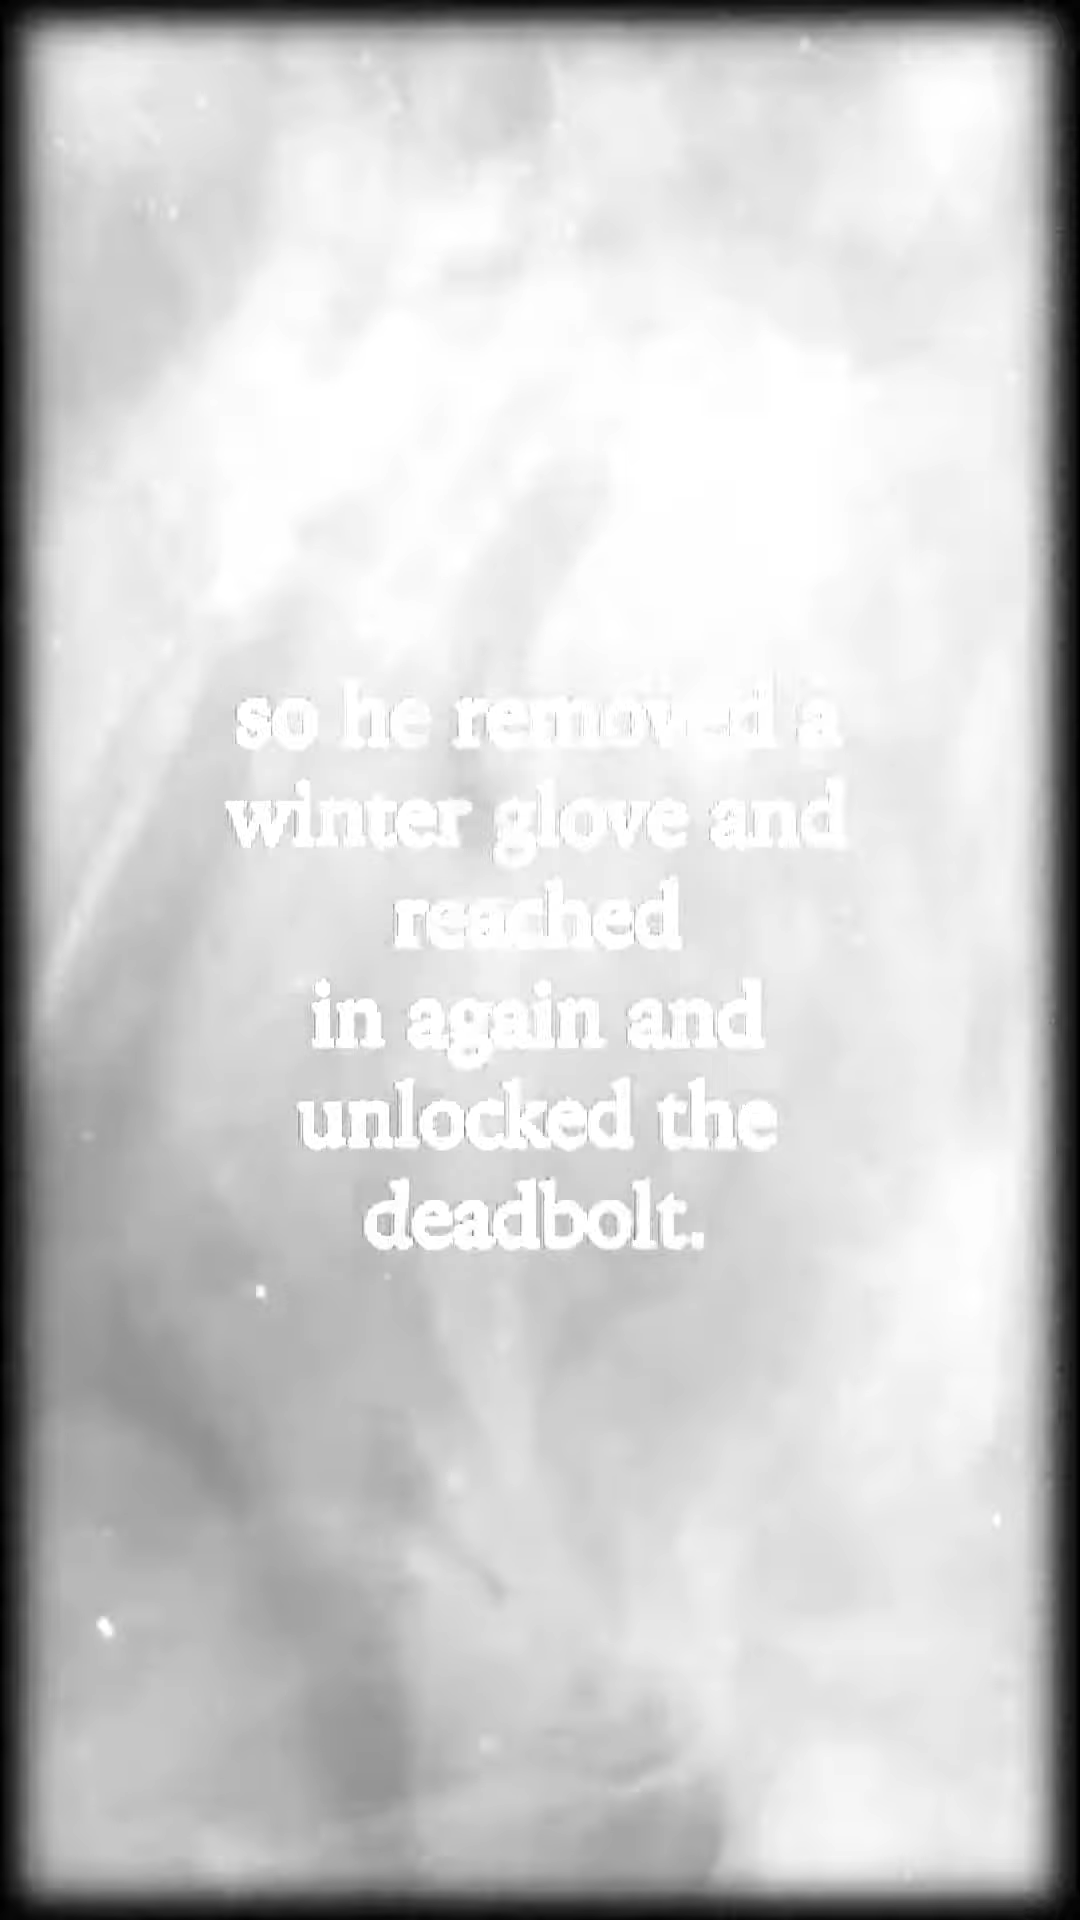 so he removed a
winter glove and
reached
in again and
unlocked the
deadbolt.